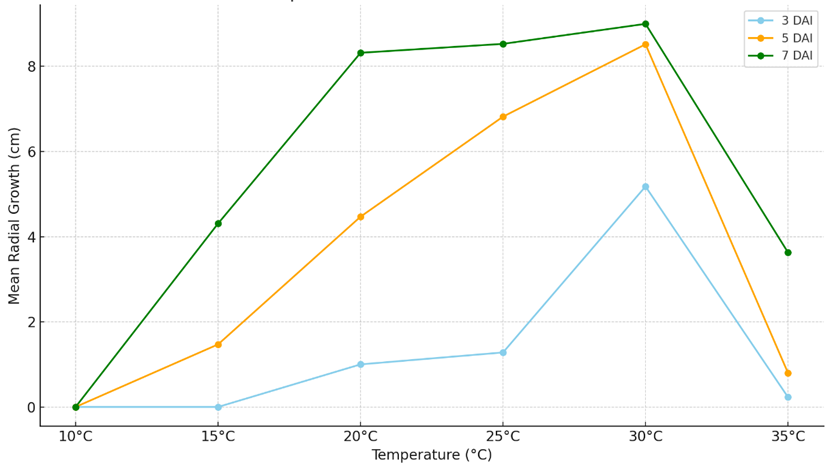 3 DAI
5 DAI
7 DAI
Mean Radial Growth (cm)
8
6
4
2
0
10°C 15°C 20°C 25°C 30°C 35°C
Temperature (°C)